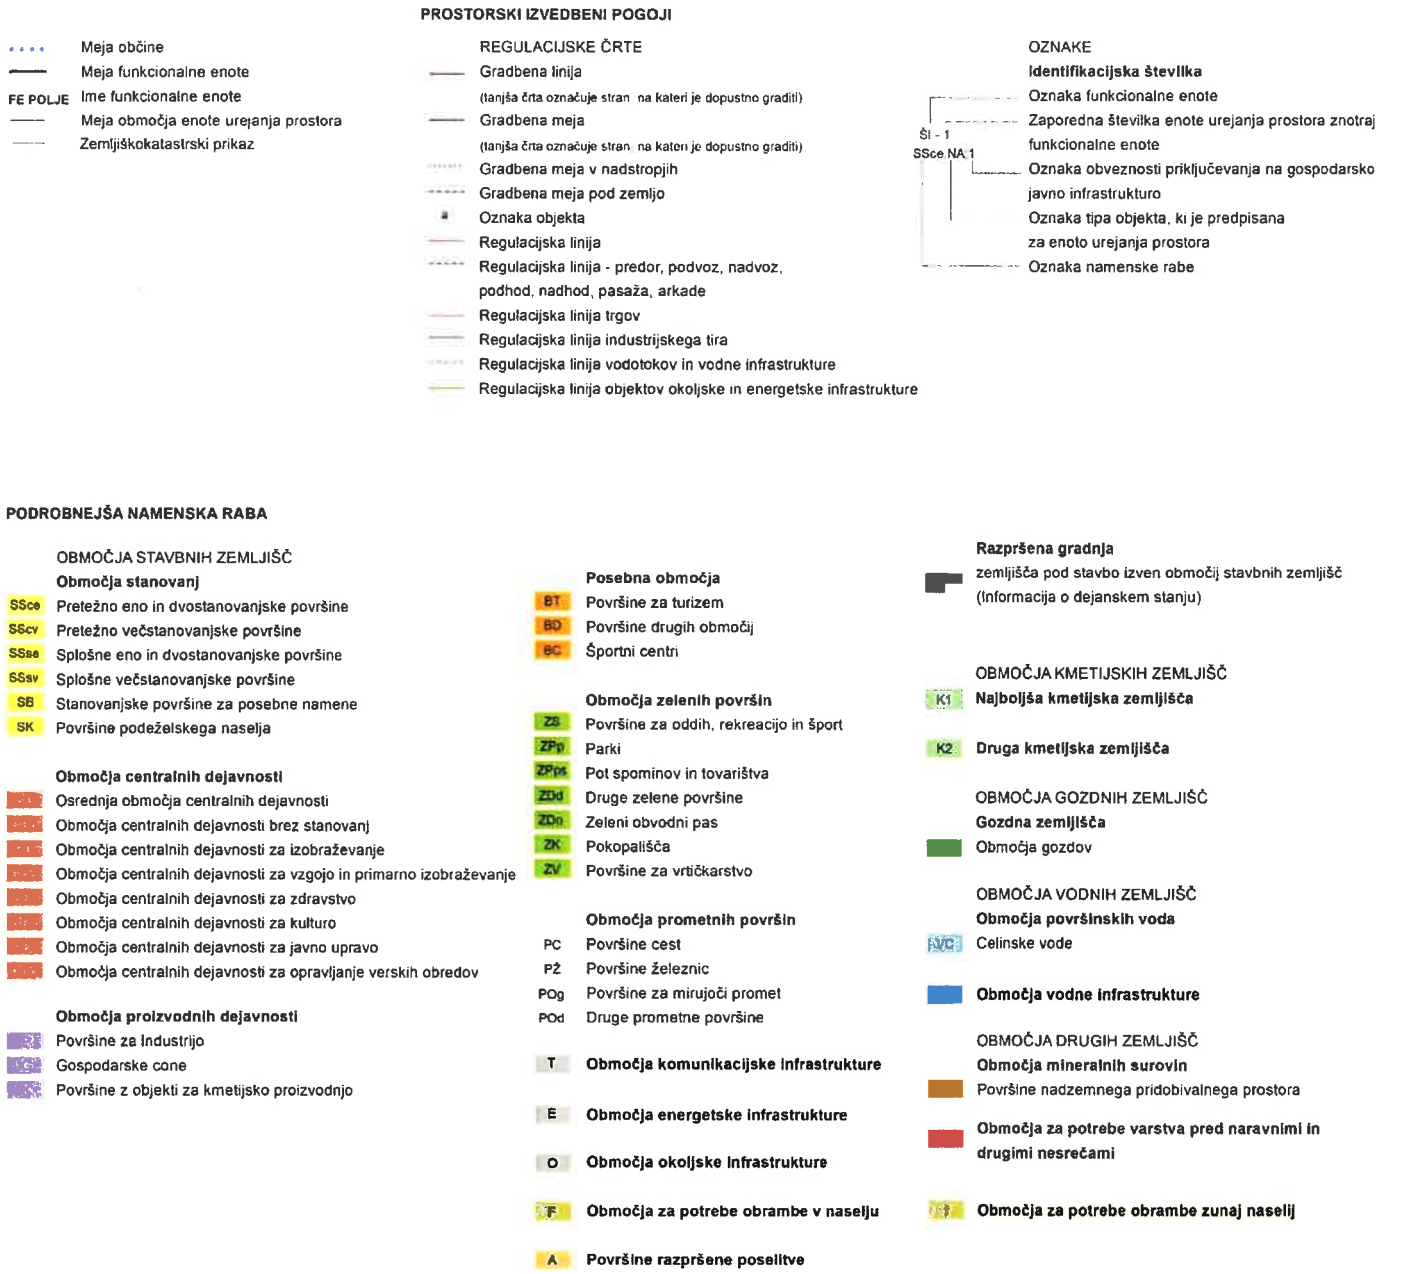 PROSTORSKI IZVEDBENI POGOJI
Meja občine
Meja funkcionalne enote
FE POLJE Ime funkcionalne enote
Meja območja enote urejanja prostora
Zemljiškokatastrski prikaz
REGULACIJSKE ČRTE
Gradbena linija
(tanjša črta označuje stran na kateri je dopustno graditi)
Gradbena meja
(tanjša črta označuje stran na kateri je dopustno graditi)
Gradbena meja v nadstropjih
Gradbena meja pod zemljo
Oznaka objekta
Regulacijska linija
Regulacijska linija - predor, podvoz, nadvoz,
podhod, nadhod, pasaža, arkade
Regulacijska linija trgov
Regulacijska linija industrijskega tira
Regulacijska linija vodotokov in vodne infrastrukture
Regulacijska linija objektov okoljske in energetske infrastrukture
OZNAKE
Identifikacijska številka
Oznaka funkcionalne enote
Zaporedna številka enote urejanja prostora znotraj
funkcionalne enote
ŠI - 1
SSce NA 1
Oznaka obveznosti priključevanja na gospodarsko
javno infrastrukturo
Oznaka tipa objekta, ki je predpisana
za enoto urejanja prostora
Oznaka namenske rabe
PODROBNEJŠA NAMENSKA RABA
OBMOČJA STAVBNIH ZEMLJIŠČ
Območja stanovanj
SSce Pretežno eno in dvostanovanjske površine
SScv Pretežno večstanovanjske površine
SSse Splošne eno in dvostanovanjske površine
SSsv Splošne večstanovanjske površine
SB Stanovanjske površine za posebne namene
SK Površine podeželskega naselja
Območja centralnih dejavnosti
Osrednja območja centralnih dejavnosti
Območja centralnih dejavnosti brez stanovanj
Območja centralnih dejavnosti za izobraževanje
Območja centralnih dejavnosti za vzgojo in primarno izobraževanje
Območja centralnih dejavnosti za zdravstvo
Območja centralnih dejavnosti za kulturo
Območja centralnih dejavnosti za javno upravo
Območja centralnih dejavnosti za opravljanje verskih obredov
Območja proizvodnih dejavnosti
Površine za Industrijo
Gospodarske cone
Površine z objekti za kmetijsko proizvodnjo
Posebna območja
BT Površine za turizem
BD Površine drugih območij
BC Športni centri
Območja zelenih površin
ZS Površine za oddih, rekreacijo in šport
ZPp Parki
ZPps Pot spominov in tovarištva
ZDd Druge zelene površine
ZDo Zeleni obvodni pas
ZK Pokopališča
ZV Površine za vrtičkarstvo
Območja prometnih površin
PC Površine cest
PŽ Površine železnic
POg Površine za mirujoči promet
POd Druge prometne površine
T Območja komunikacijske infrastrukture
E Območja energetske infrastrukture
O Območja okoljske infrastrukture
F Območja za potrebe obrambe v naselju
A Površine razpršene poselitve
Razpršena gradnja
zemljišča pod stavbo izven območij stavbnih zemljišč
(Informacija o dejanskem stanju)
OBMOČJA KMETIJSKIH ZEMLJIŠČ
K1 Najboljša kmetijska zemljišča
K2 Druga kmetijska zemljišča
OBMOČJA GOZDNIH ZEMLJIŠČ
Gozdna zemljišča
Območja gozdov
OBMOČJA VODNIH ZEMLJIŠČ
Območja površinskih voda
VC Celinske vode
Območja vodne infrastrukture
OBMOČJA DRUGIH ZEMLJIŠČ
Območja mineralnih surovin
Površine nadzemnega pridobivalnega prostora
Območja za potrebe varstva pred naravnimi in
drugimi nesrečami
Območja za potrebe obrambe zunaj naselij